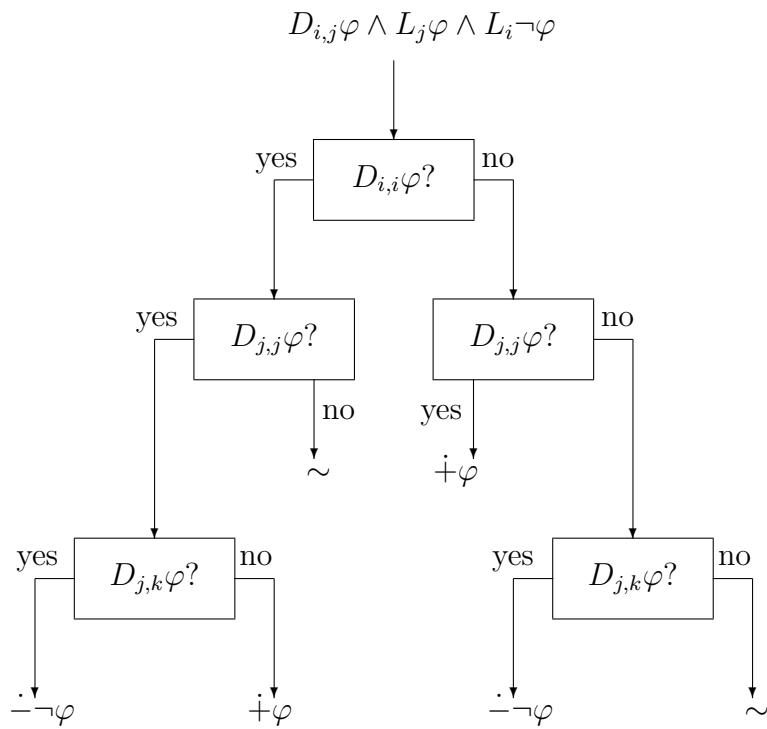 D_{i,j}φ ∧ L_jφ ∧ L_i¬φ
yes D_{i,i}φ? no
yes D_{j,j}φ? D_{j,j}φ? no
no yes
∼ ∔φ
yes D_{j,k}φ? no yes D_{j,k}φ? no
∸¬φ ∔φ ∸¬φ ∼